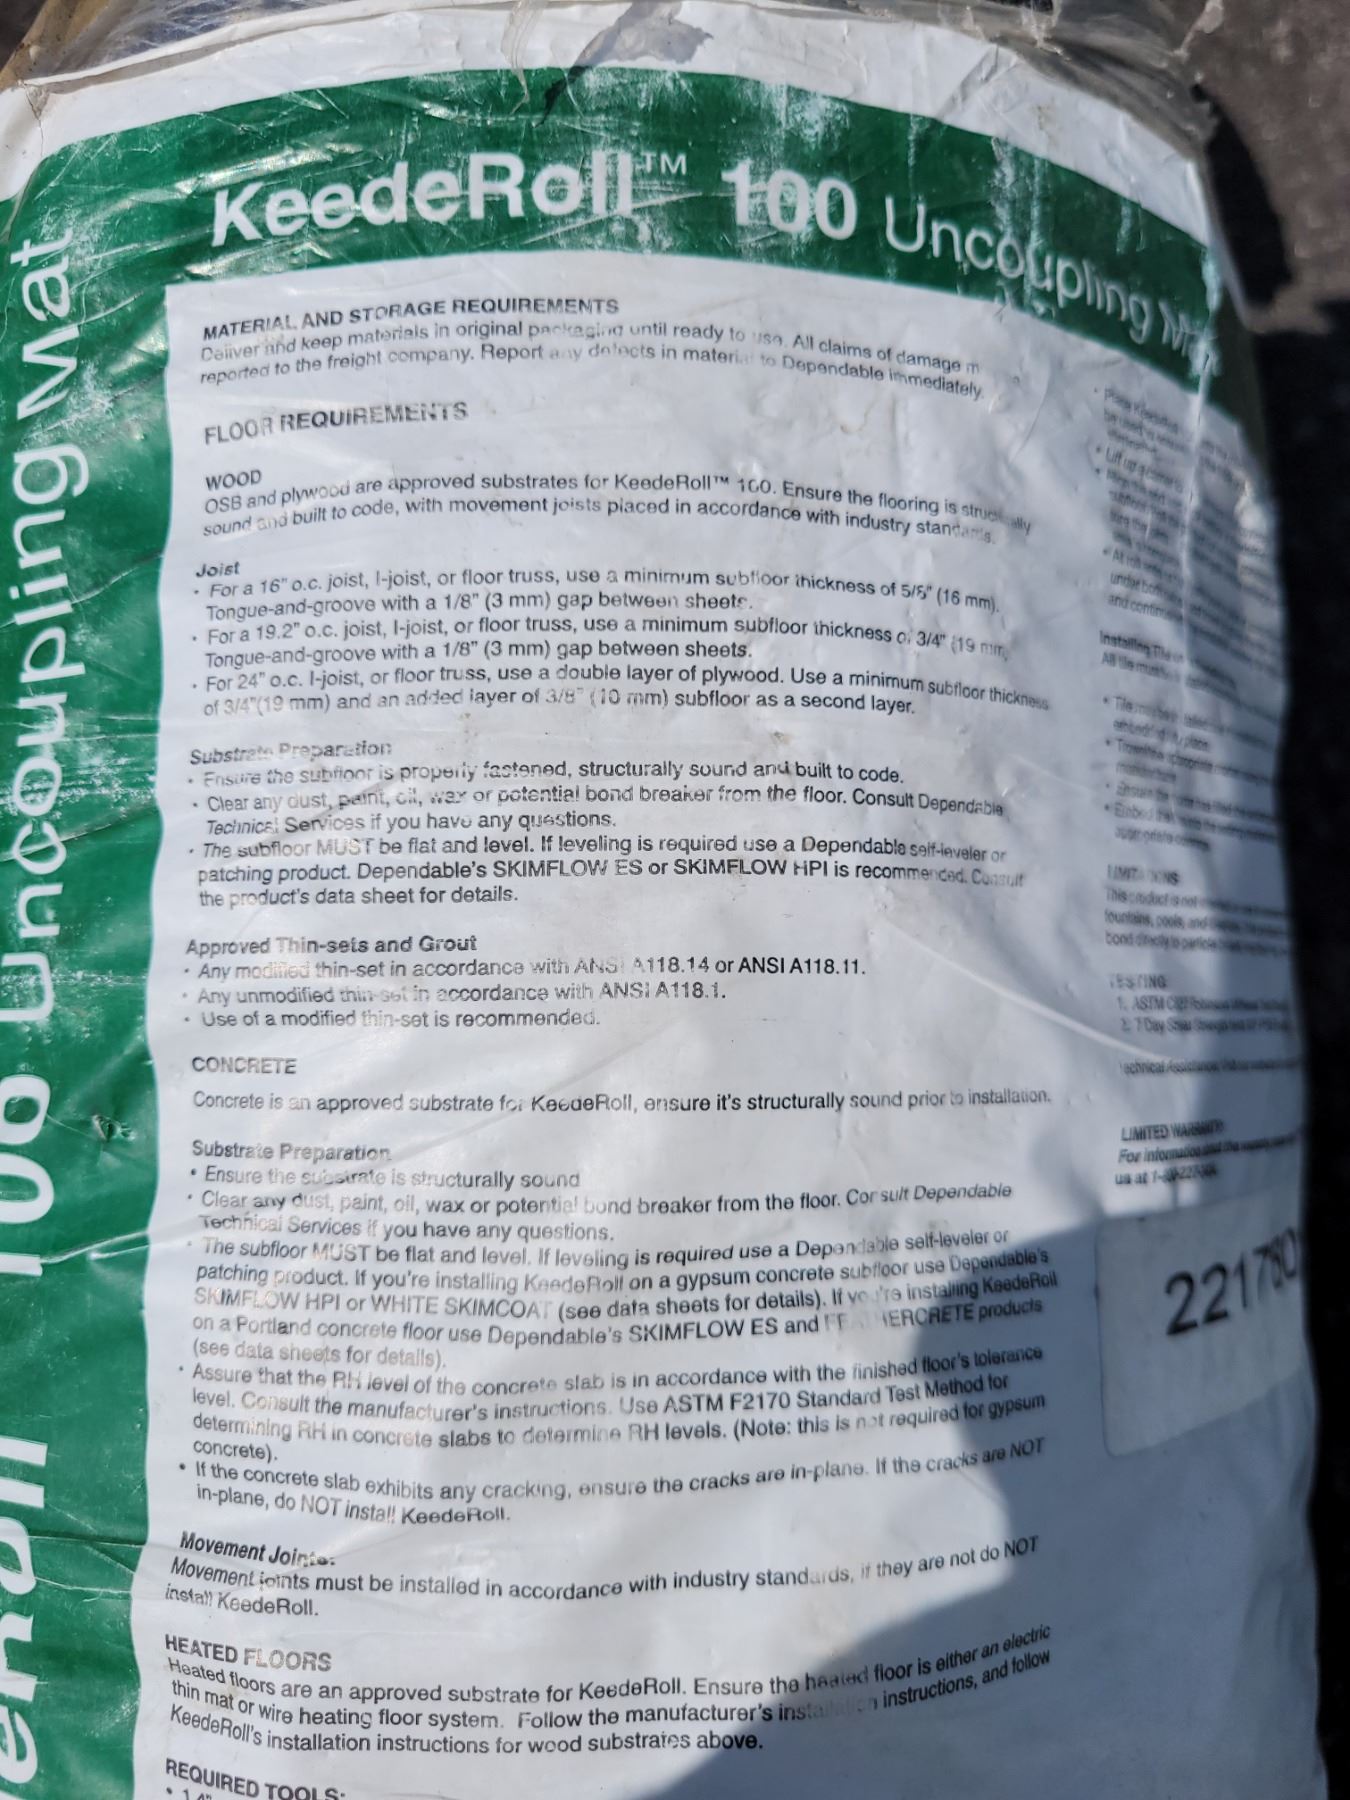 KeedeRoll™ 100 Uncoupling
100 Uncoupling Mat
MATERIAL AND STORAGE REQUIREMENTS
Deliver and keep materials in original packaging until ready to use. All claims of damage
reported to the freight company. Report any defects in material to Dependable immediately.
FLOOR REQUIREMENTS
WOOD
OSB and plywood are approved substrates for KeedeRoll™ 100. Ensure the flooring is structurally
sound and built to code, with movement joists placed in accordance with industry standards.
Joist
• For a 16" o.c. joist, I-joist, or floor truss, use a minimum subfloor thickness of 5/8" (16 mm).
Tongue-and-groove with a 1/8" (3 mm) gap between sheets.
• For a 19.2" o.c. joist, I-joist, or floor truss, use a minimum subfloor thickness of 3/4" (19 mm)
Tongue-and-groove with a 1/8" (3 mm) gap between sheets.
• For 24" o.c. I-joist, or floor truss, use a double layer of plywood. Use a minimum subfloor thickness
of 3/4"(19 mm) and an added layer of 3/8" (10 mm) subfloor as a second layer.
Substrate Preparation
• Ensure the subfloor is properly fastened, structurally sound and built to code.
• Clear any dust, paint, oil, wax or potential bond breaker from the floor. Consult Dependable
Technical Services if you have any questions.
• The subfloor MUST be flat and level. If leveling is required use a Dependable self-leveler or
patching product. Dependable's SKIMFLOW ES or SKIMFLOW HPI is recommended. Consult
the product's data sheet for details.
Approved Thin-sets and Grout
• Any modified thin-set in accordance with ANSI A118.14 or ANSI A118.11.
• Any unmodified thin-set in accordance with ANSI A118.1.
• Use of a modified thin-set is recommended.
CONCRETE
Concrete is an approved substrate for KeedeRoll, ensure it's structurally sound prior to installation.
Substrate Preparation
• Ensure the substrate is structurally sound
• Clear any dust, paint, oil, wax or potential bond breaker from the floor. Consult Dependable
Technical Services if you have any questions.
• The subfloor MUST be flat and level. If leveling is required use a Dependable self-leveler or
patching product. If you're installing KeedeRoll on a gypsum concrete subfloor use Dependable's
SKIMFLOW HPI or WHITE SKIMCOAT (see data sheets for details). If you're installing KeedeRoll
on a Portland concrete floor use Dependable's SKIMFLOW ES and FEATHERCRETE products
(see data sheets for details).
• Assure that the RH level of the concrete slab is in accordance with the finished floor's tolerance
level. Consult the manufacturer's instructions. Use ASTM F2170 Standard Test Method for
determining RH in concrete slabs to determine RH levels. (Note: this is not required for gypsum
concrete).
• If the concrete slab exhibits any cracking, ensure the cracks are in-plane. If the cracks are NOT
in-plane, do NOT install KeedeRoll.
Movement Joints:
Movement joints must be installed in accordance with industry standards, if they are not do NOT
install KeedeRoll.
HEATED FLOORS
Heated floors are an approved substrate for KeedeRoll. Ensure the heated floor is either an electric
thin mat or wire heating floor system. Follow the manufacturer's installation instructions, and follow
KeedeRoll's installation instructions for wood substrates above.
REQUIRED TOOLS:
LIMITATIONS
This product is not
TESTING
LIMITED WARRANTY
For information
us at
221780